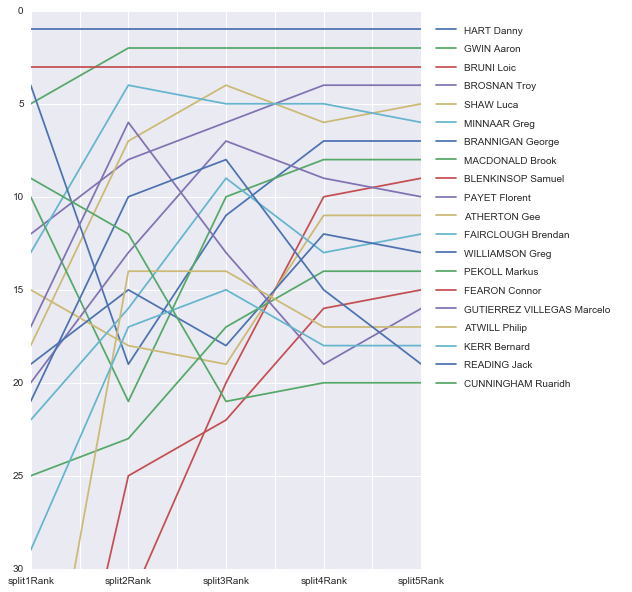 0
5
10
15
20
25
30
split1Rank split2Rank split3Rank split4Rank split5Rank
HART Danny
GWIN Aaron
BRUNI Loic
BROSNAN Troy
SHAW Luca
MINNAAR Greg
BRANNIGAN George
MACDONALD Brook
BLENKINSOP Samuel
PAYET Florent
ATHERTON Gee
FAIRCLOUGH Brendan
WILLIAMSON Greg
PEKOLL Markus
FEARON Connor
GUTIERREZ VILLEGAS Marcelo
ATWILL Philip
KERR Bernard
READING Jack
CUNNINGHAM Ruaridh